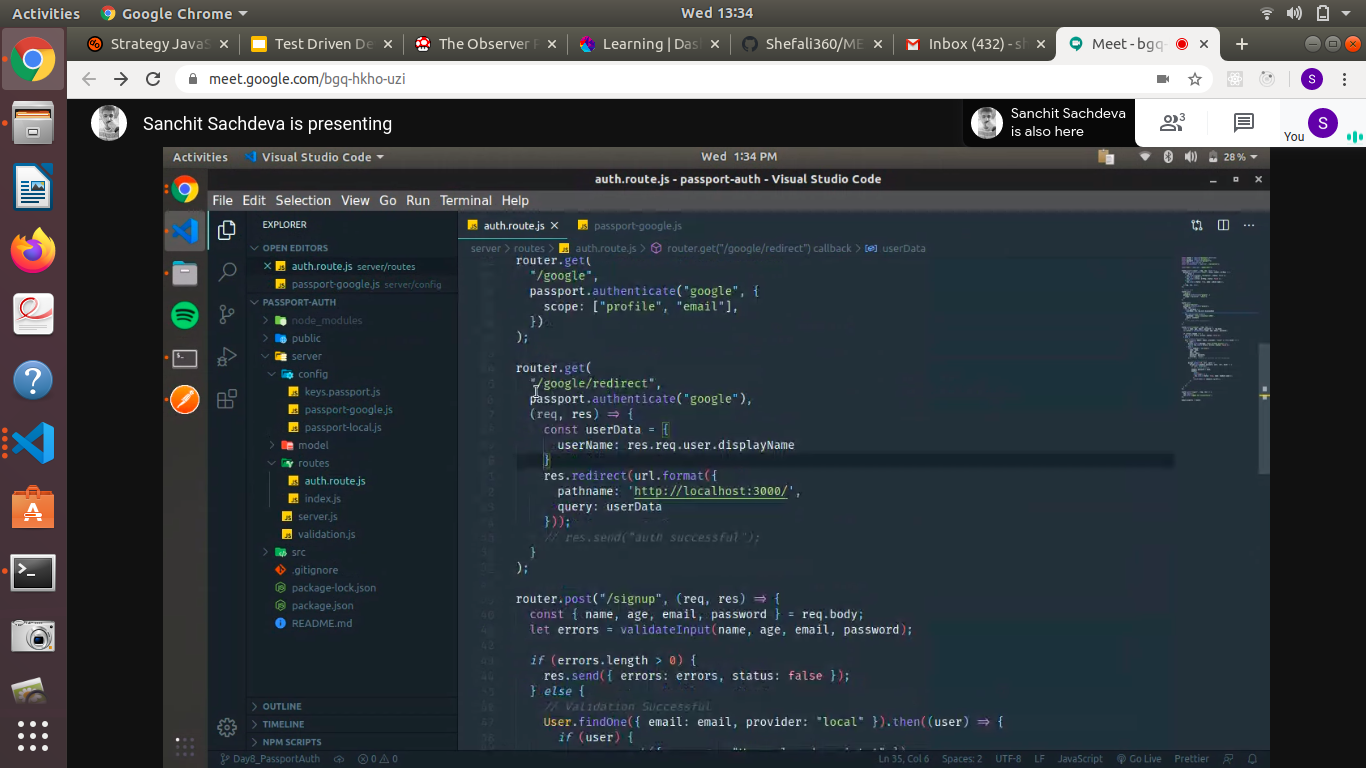 Activities Google Chrome Wed 13:34
Strategy JavaS Test Driven De The Observer P Learning | Das Shefali360/ME Inbox (432) - sh Meet - bgq-
meet.google.com/bgq-hkho-uzi S
Sanchit Sachdeva is presenting
Sanchit Sachdeva
is also here
3
You S
Activities Visual Studio Code Wed 1:34 PM 28%
auth.route.js - passport-auth - Visual Studio Code
File Edit Selection View Go Run Terminal Help
EXPLORER
OPEN EDITORS
auth.route.js server/routes
passport-google.js server/config
PASSPORT-AUTH
node_modules
public
server
config
keys.passport.js
passport-google.js
passport-local.js
model
routes
auth.route.js
index.js
server.js
validation.js
src
.gitignore
package-lock.json
package.json
README.md
OUTLINE
TIMELINE
NPM SCRIPTS
auth.route.js passport-google.js
server > routes > auth.route.js > router.get("/google/redirect") callback > userData
router.get(
"/google",
passport.authenticate("google", {
scope: ["profile", "email"],
})
);
router.get(
"/google/redirect",
passport.authenticate("google"),
(req, res) => {
const userData = {
userName: res.req.user.displayName
}
res.redirect(url.format({
pathname: 'http://localhost:3000/',
query: userData
}));
// res.send("auth successful");
}
);
router.post("/signup", (req, res) => {
const { name, age, email, password } = req.body;
let errors = validateInput(name, age, email, password);
if (errors.length > 0) {
res.send({ errors: errors, status: false });
} else {
// Validation Successful
User.findOne({ email: email, provider: "local" }).then((user) => {
if (user) {
Day8_PassportAuth 0 0 Ln 35, Col 6 Spaces: 2 UTF-8 LF JavaScript Go Live Prettier